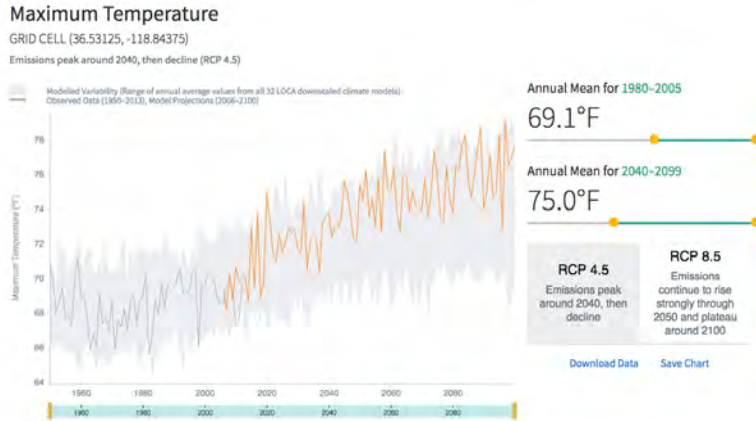 Maximum Temperature
GRID CELL (36.53125, -118.84375)
Emissions peak around 2040, then decline (RCP 4.5)
Modelled Variability (Range of annual average values from all 32 LOCA downscaled climate models)
Observed Data (1950–2013), Model Projections (2006–2100)
Maximum Temperature (°F)
78
76
74
72
70
68
66
64
1960
1980
2000
2020
2040
2060
2080
1960
1980
2000
2020
2040
2060
2080
Annual Mean for 1980–2005
69.1°F
Annual Mean for 2040–2099
75.0°F
RCP 4.5
Emissions peak
around 2040, then
decline
RCP 8.5
Emissions
continue to rise
strongly through
2050 and plateau
around 2100
Download Data
Save Chart